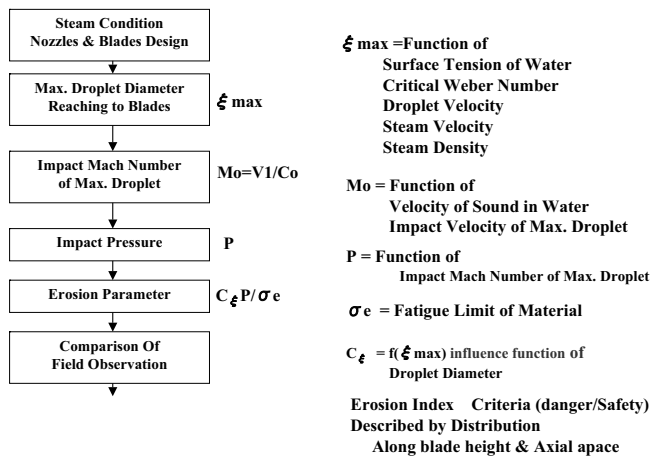 Steam Condition
Nozzles & Blades Design
Max. Droplet Diameter
Reaching to Blades
ξ max
Impact Mach Number
of Max. Droplet
Mo=V1/Co
Impact Pressure
P
Erosion Parameter
C ξ P/σ e
Comparison Of
Field Observation
ξ max =Function of
Surface Tension of Water
Critical Weber Number
Droplet Velocity
Steam Velocity
Steam Density
Mo = Function of
Velocity of Sound in Water
Impact Velocity of Max. Droplet
P = Function of
Impact Mach Number of Max. Droplet
σ e = Fatigue Limit of Material
C ξ = f( ξ max) influence function of
Droplet Diameter
Erosion Index Criteria (danger/Safety)
Described by Distribution
Along blade height & Axial apace